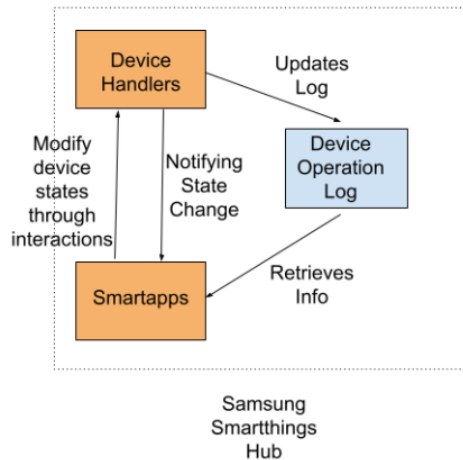 Device
Handlers
Updates
Log
Modify
device
states
through
interactions
Notifying
State
Change
Device
Operation
Log
Smartapps
Retrieves
Info
Samsung
Smartthings
Hub